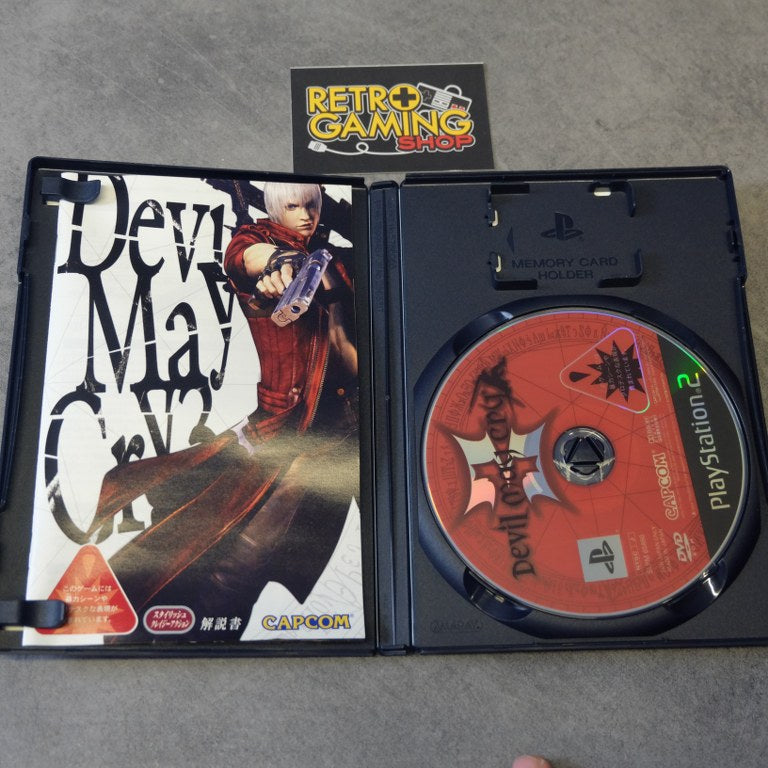 RETRO
GAMING
SHOP
Devil
May
Cry3
このゲームには
暴力シーンや
グロテスクな表現が
含まれています。
スタイリッシュ
クレイジーアクション
解説書
CAPCOM
MEMORY CARD
HOLDER
Devil may cry 3
CAPCOM
PlayStation 2
DVD